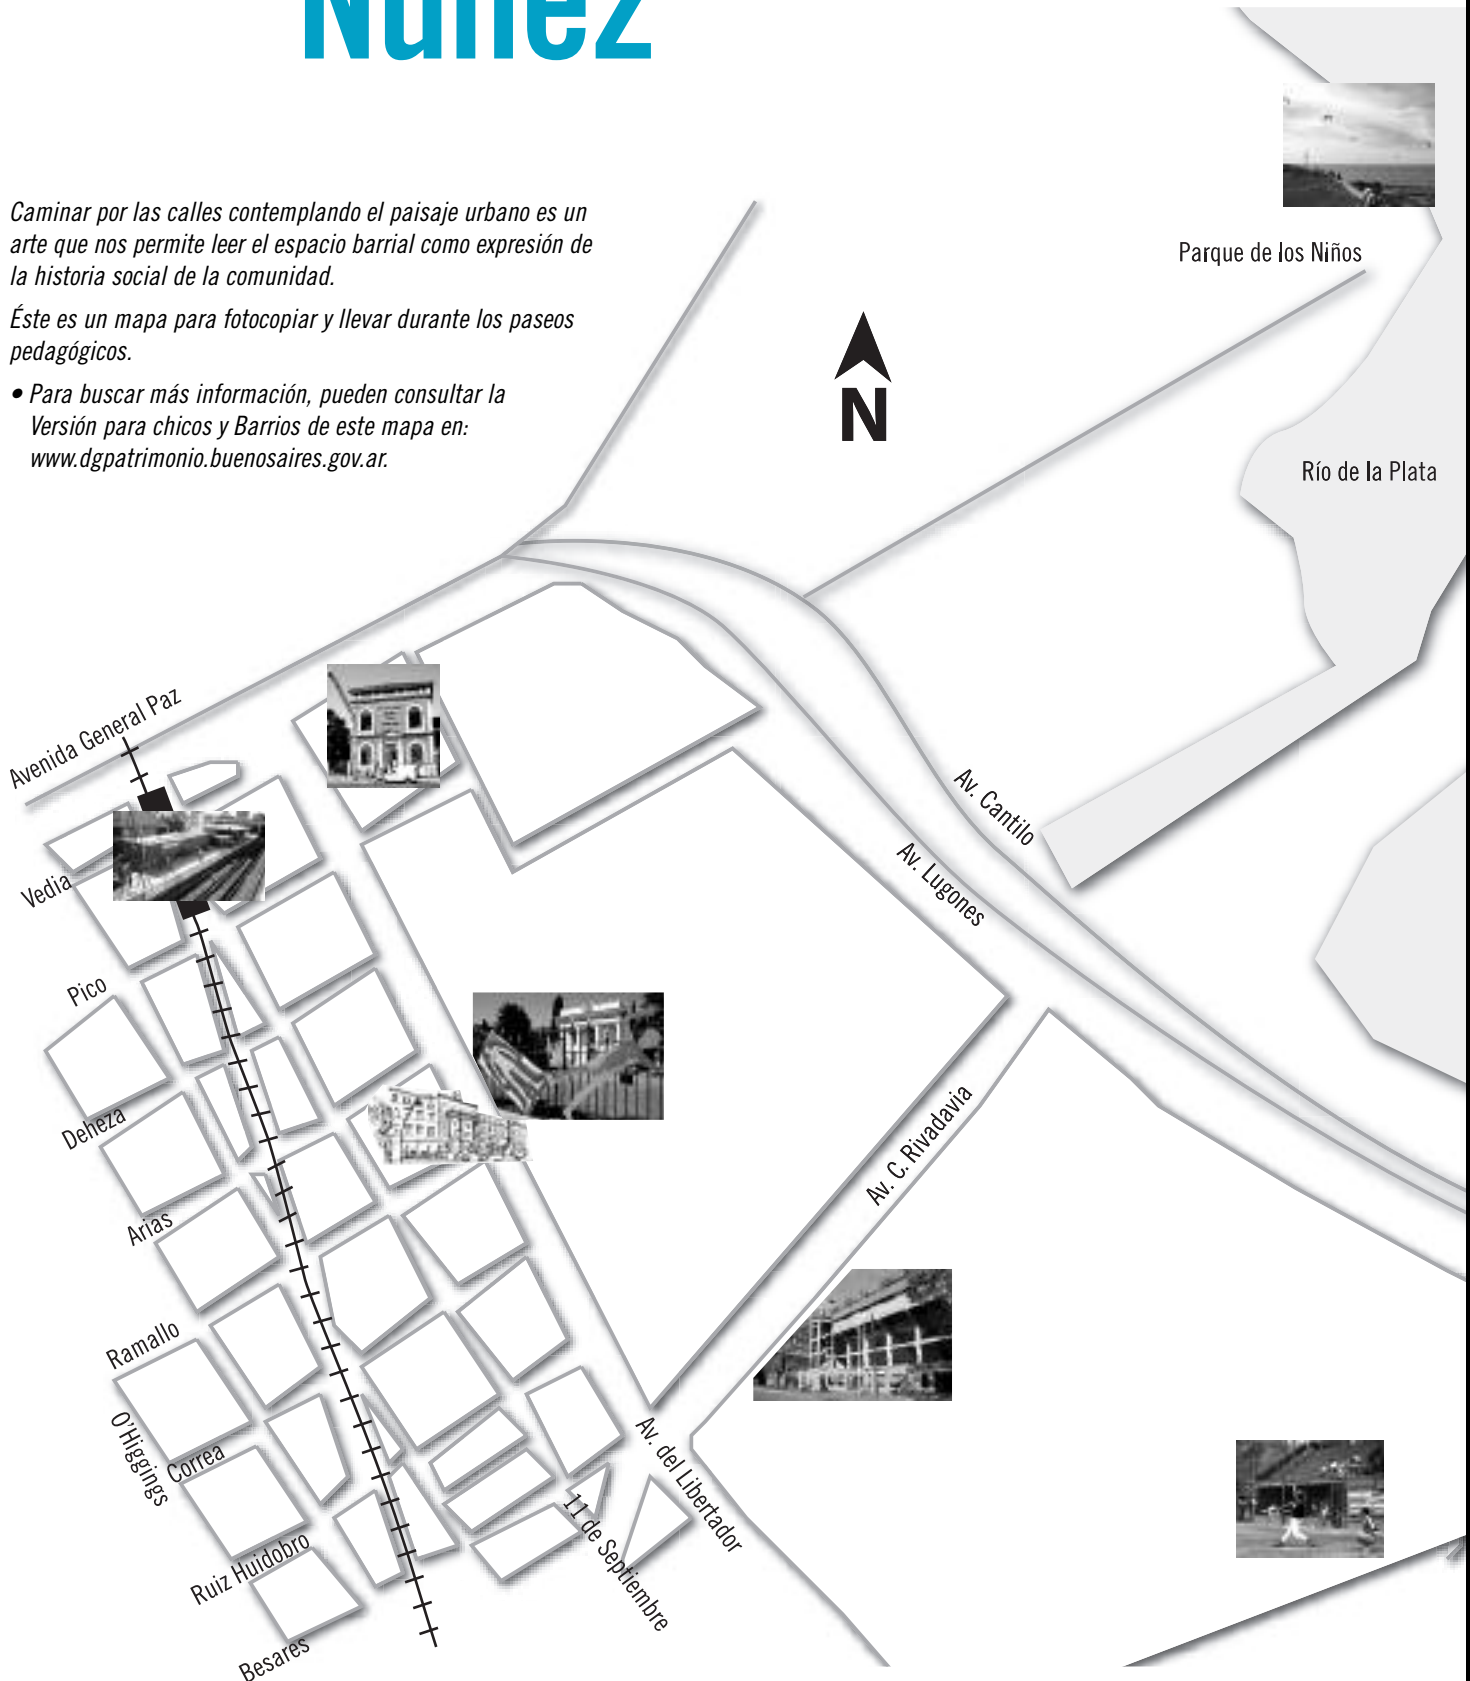 Núñez
Caminar por las calles contemplando el paisaje urbano es un
arte que nos permite leer el espacio barrial como expresión de
la historia social de la comunidad.
Éste es un mapa para fotocopiar y llevar durante los paseos
pedagógicos.
• Para buscar más información, pueden consultar la
Versión para chicos y Barrios de este mapa en:
www.dgpatrimonio.buenosaires.gov.ar.
Parque de los Niños
N
Río de la Plata
Avenida General Paz
Av. Cantilo
Av. Lugones
Vedia
Pico
Deheza
Av. C. Rivadavia
Arias
Ramallo
O'Higgings
Correa
Av. del Libertador
11 de Septiembre
Ruiz Huidobro
Besares